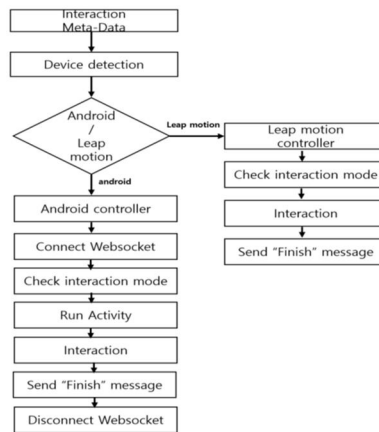 Interaction
Meta-Data
Device detection
Android
/
Leap
motion
Leap motion
android
Android controller
Connect Websocket
Check interaction mode
Run Activity
Interaction
Send “Finish” message
Disconnect Websocket
Leap motion
controller
Check interaction mode
Interaction
Send “Finish” message